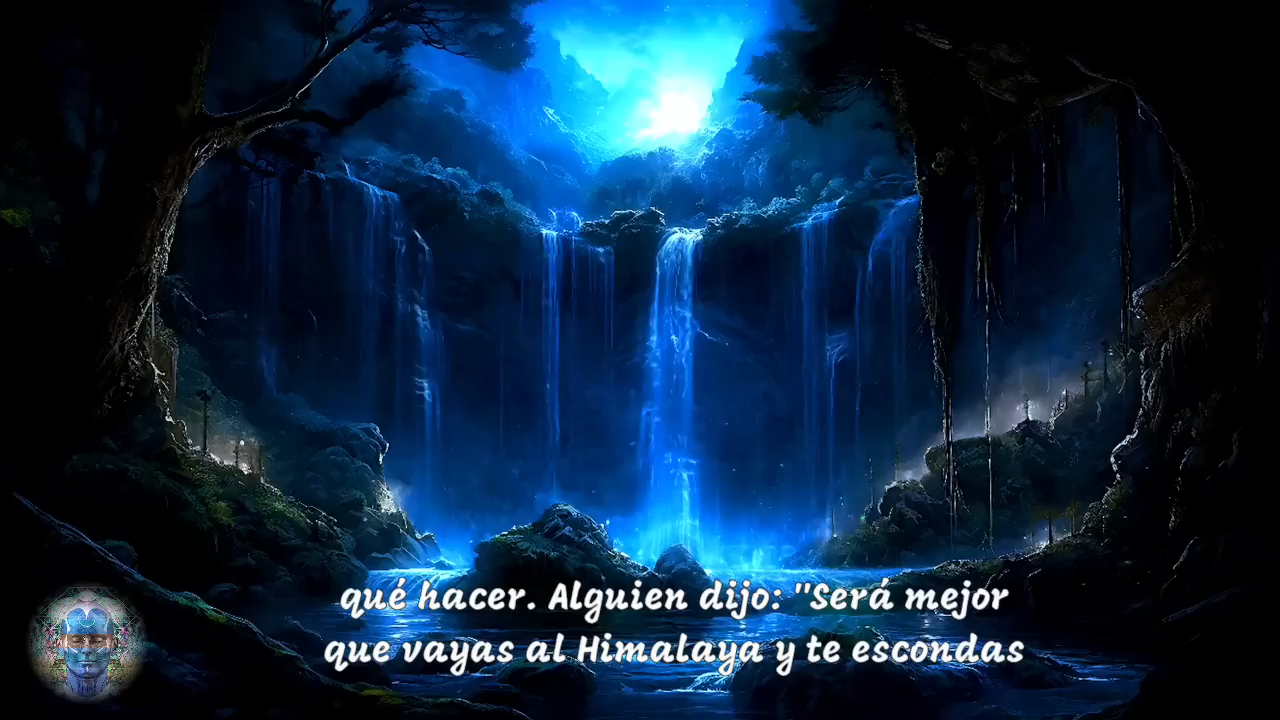 qué hacer. Alguien dijo: "Será mejor
que vayas al Himalaya y te escondas